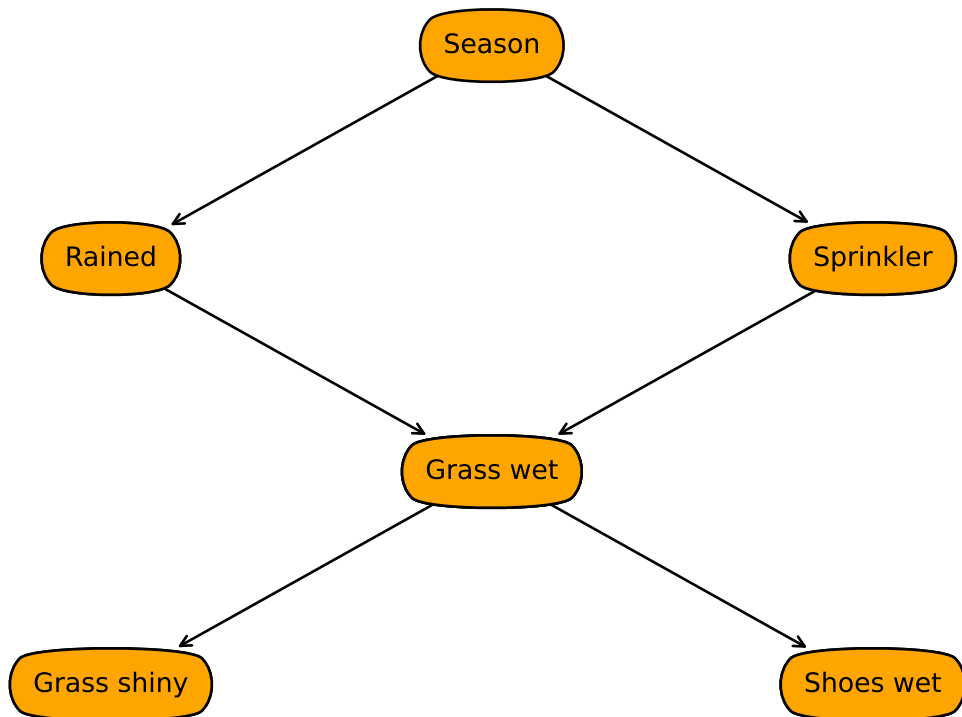 Season
Rained
Sprinkler
Grass wet
Grass shiny
Shoes wet